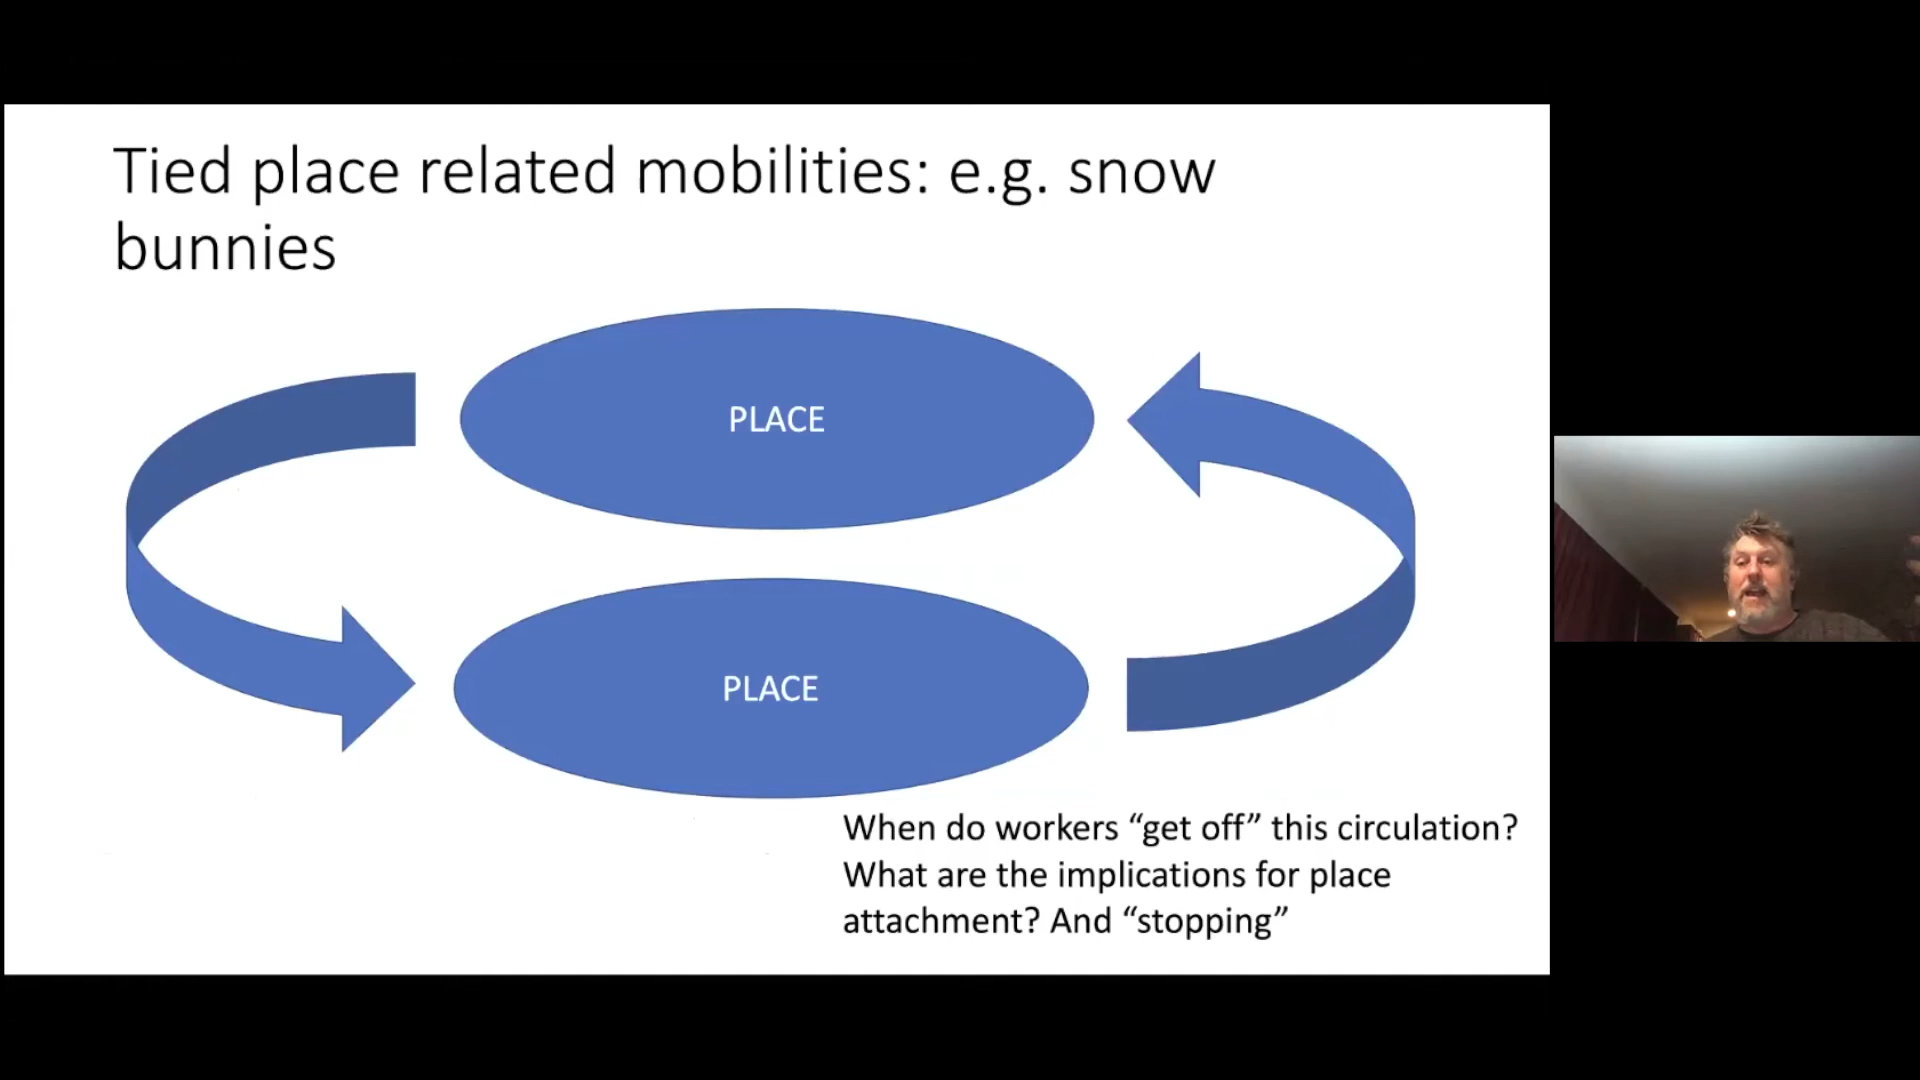 Tied place related mobilities: e.g. snow
bunnies
PLACE
PLACE
When do workers “get off” this circulation?
What are the implications for place
attachment? And “stopping”